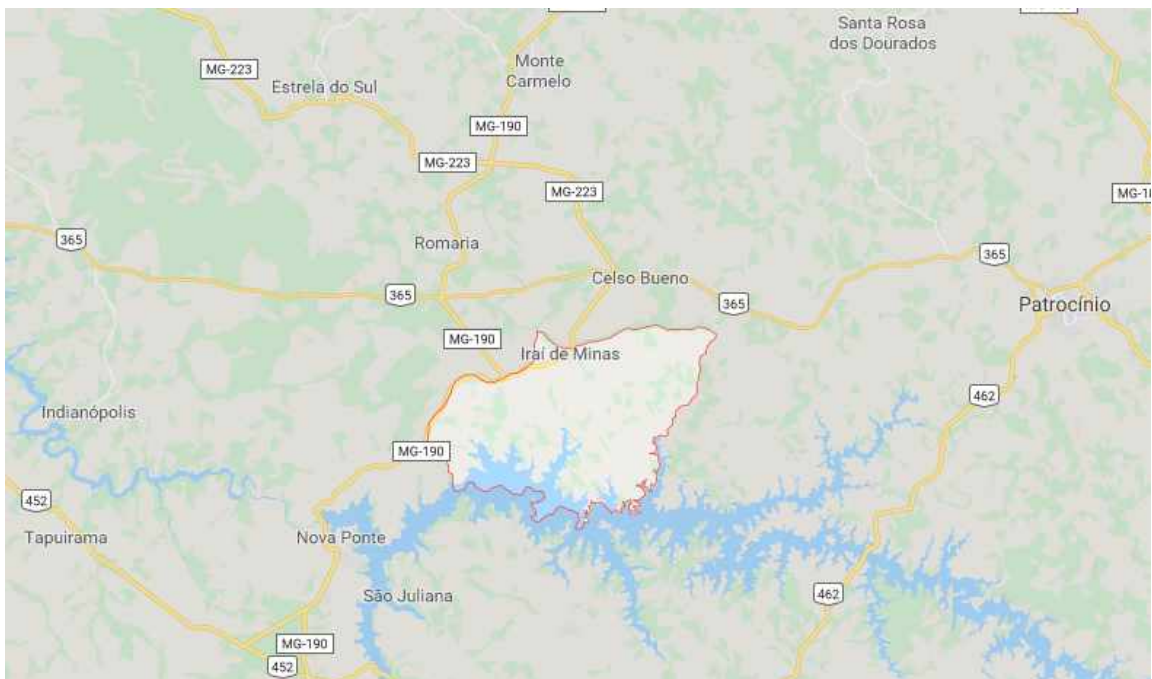 Santa Rosa
dos Dourados
Monte
Carmelo
MG-223
Estrela do Sul
MG-190
MG-223
MG-223
MG-18
365
Romaria
365
Celso Bueno
365
365
Patrocínio
MG-190
Iraí de Minas
Indianópolis
462
MG-190
452
Tapuirama
Nova Ponte
São Juliana
462
MG-190
452